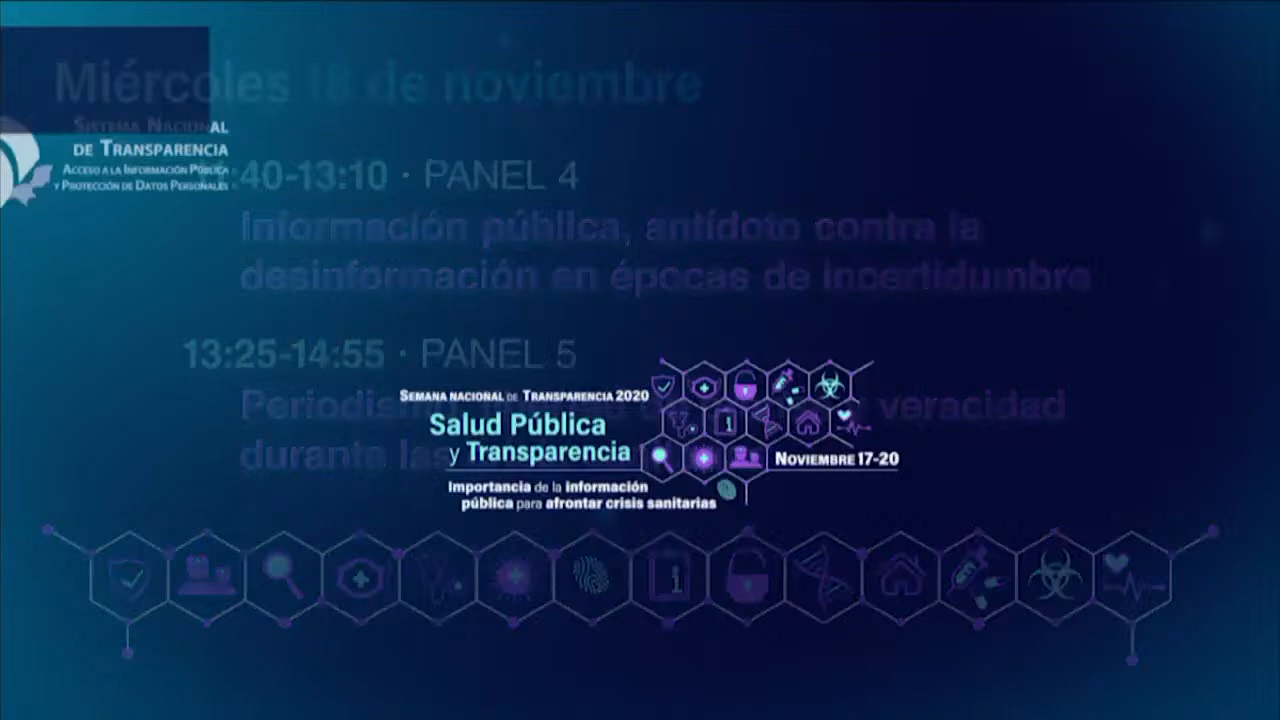 Miércoles 18 de noviembre
SISTEMA NACIONAL
DE TRANSPARENCIA
ACCESO A LA INFORMACIÓN PÚBLICA
Y PROTECCIÓN DE DATOS PERSONALES
:40-13:10 · PANEL 4
Información pública, antídoto contra la
desinformación en épocas de incertidumbre
13:25-14:55 · PANEL 5
veracidad
durante las
SEMANA NACIONAL DE TRANSPARENCIA 2020
Salud Pública
y Transparencia
NOVIEMBRE 17-20
Importancia de la información
pública para afrontar crisis sanitarias